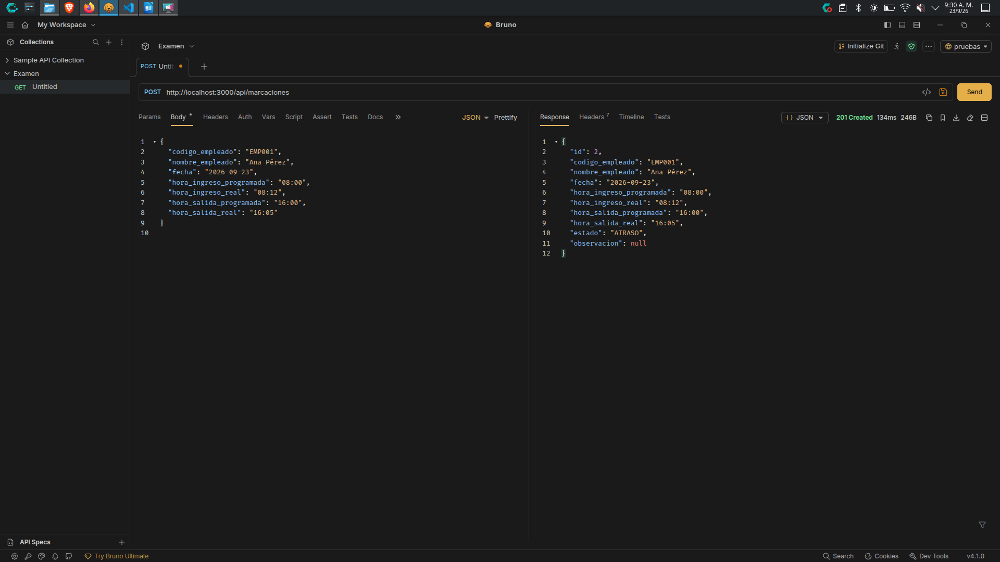 9:30 A. M.
23/9/26
My Workspace
Bruno
Collections
Sample API Collection
Examen
GET Untitled
API Specs
Examen
Initialize Git
pruebas
POST Untit
POST http://localhost:3000/api/marcaciones
Send
Params Body Headers Auth Vars Script Assert Tests Docs
JSON Prettify
1 {
2 "codigo_empleado": "EMP001",
3 "nombre_empleado": "Ana Pérez",
4 "fecha": "2026-09-23",
5 "hora_ingreso_programada": "08:00",
6 "hora_ingreso_real": "08:12",
7 "hora_salida_programada": "16:00",
8 "hora_salida_real": "16:05"
9 }
10
Response Headers 7 Timeline Tests
{ } JSON 201 Created 134ms 246B
1 {
2 "id": 2,
3 "codigo_empleado": "EMP001",
4 "nombre_empleado": "Ana Pérez",
5 "fecha": "2026-09-23",
6 "hora_ingreso_programada": "08:00",
7 "hora_ingreso_real": "08:12",
8 "hora_salida_programada": "16:00",
9 "hora_salida_real": "16:05",
10 "estado": "ATRASO",
11 "observacion": null
12 }
Try Bruno Ultimate
Search Cookies Dev Tools v4.1.0